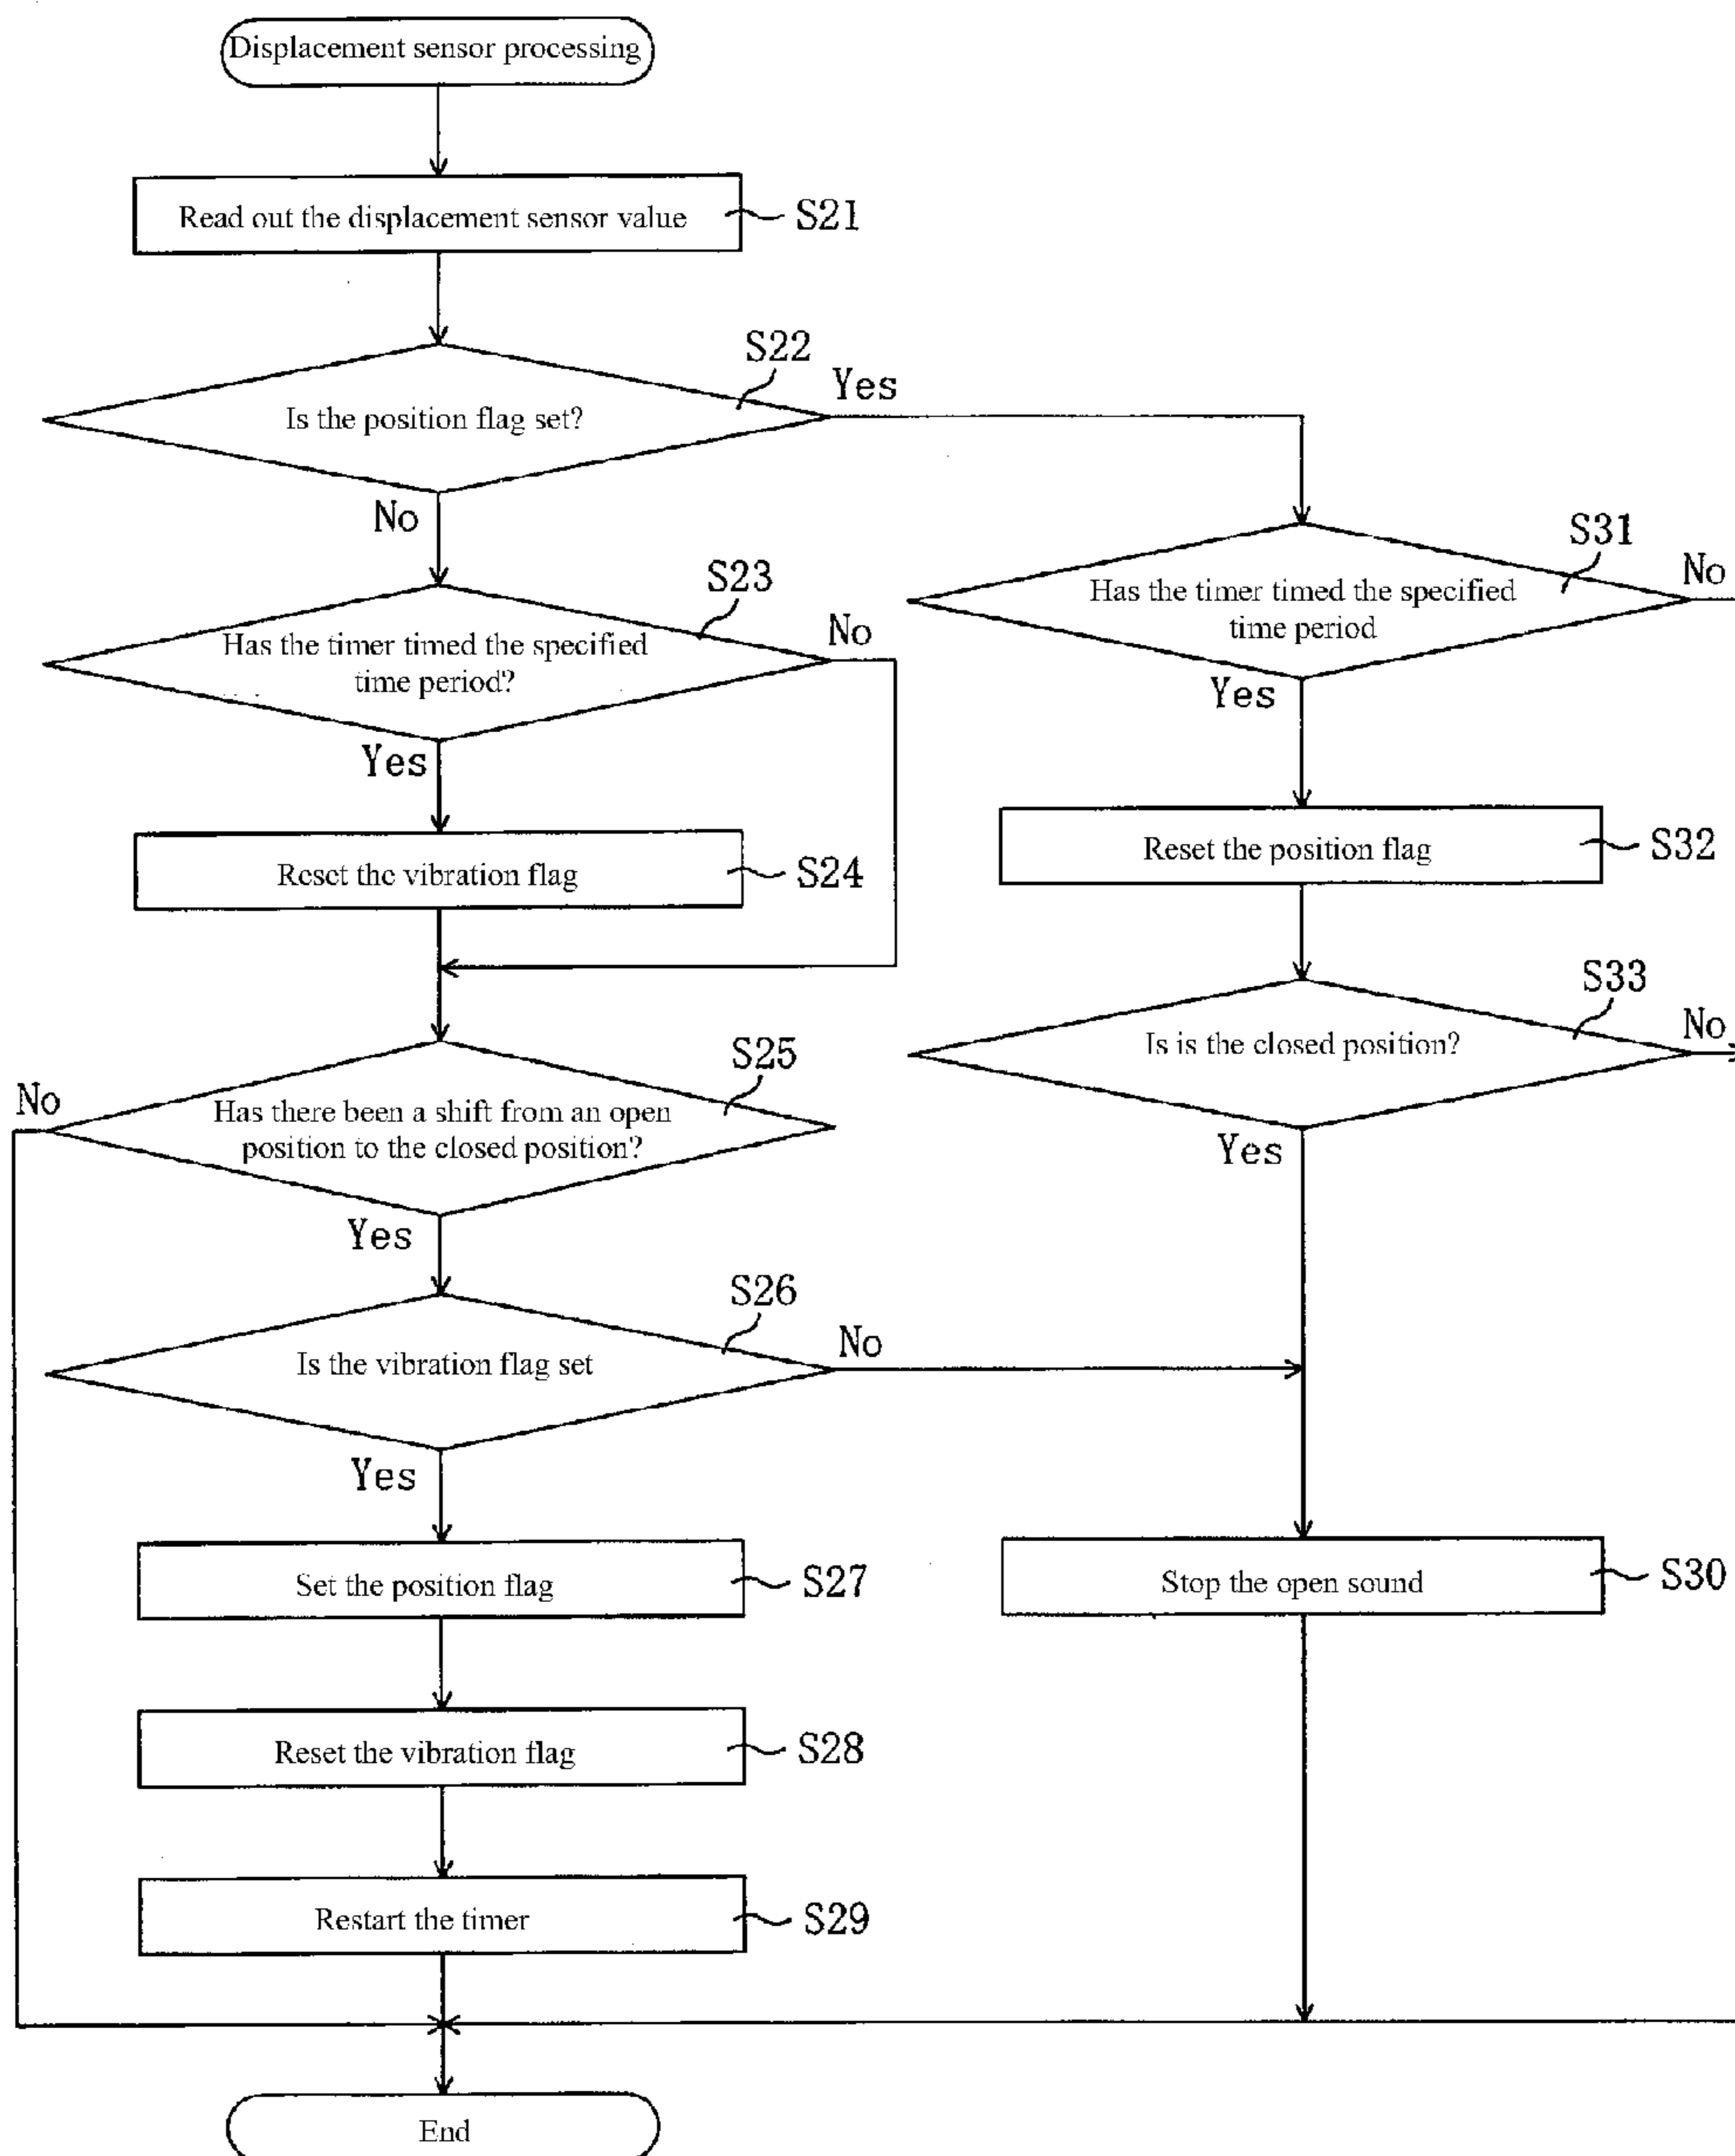 Displacement sensor processing
Read out the displacement sensor value
S21
S22
Is the position flag set?
Yes
No
S23
Has the timer timed the specified
time period?
No
Yes
Reset the vibration flag
S24
S25
No
Has there been a shift from an open
position to the closed position?
Yes
S26
Is the vibration flag set
No
Yes
Set the position flag
S27
Reset the vibration flag
S28
Restart the timer
S29
End
S31
Has the timer timed the specified
time period
No
Yes
Reset the position flag
S32
S33
Is is the closed position?
No
Yes
Stop the open sound
S30